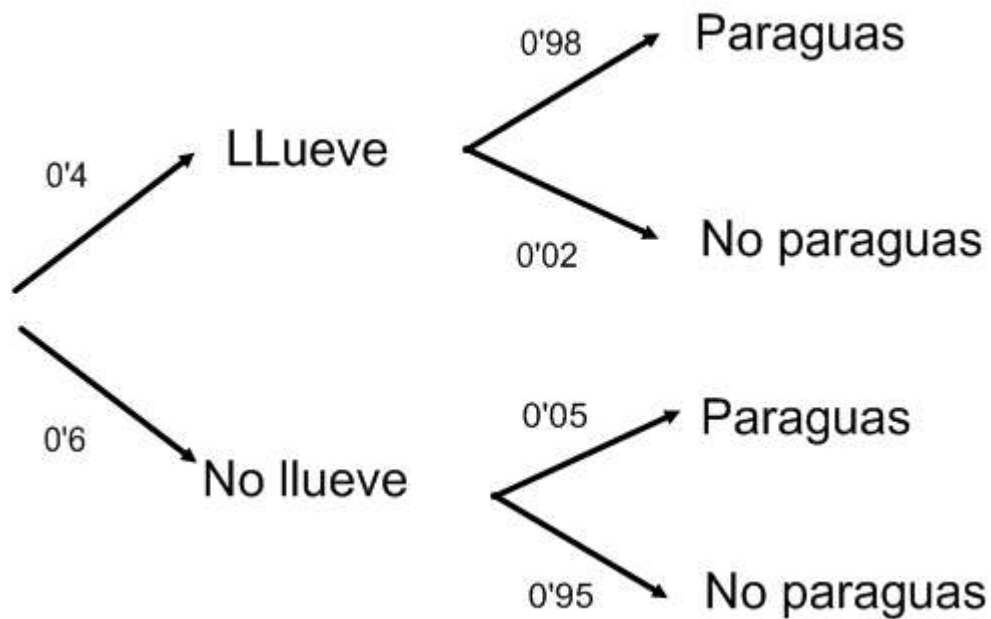 0'98
Paraguas
LLueve
0'4
0'02
No paraguas
0'6
No llueve
0'05
Paraguas
0'95
No paraguas